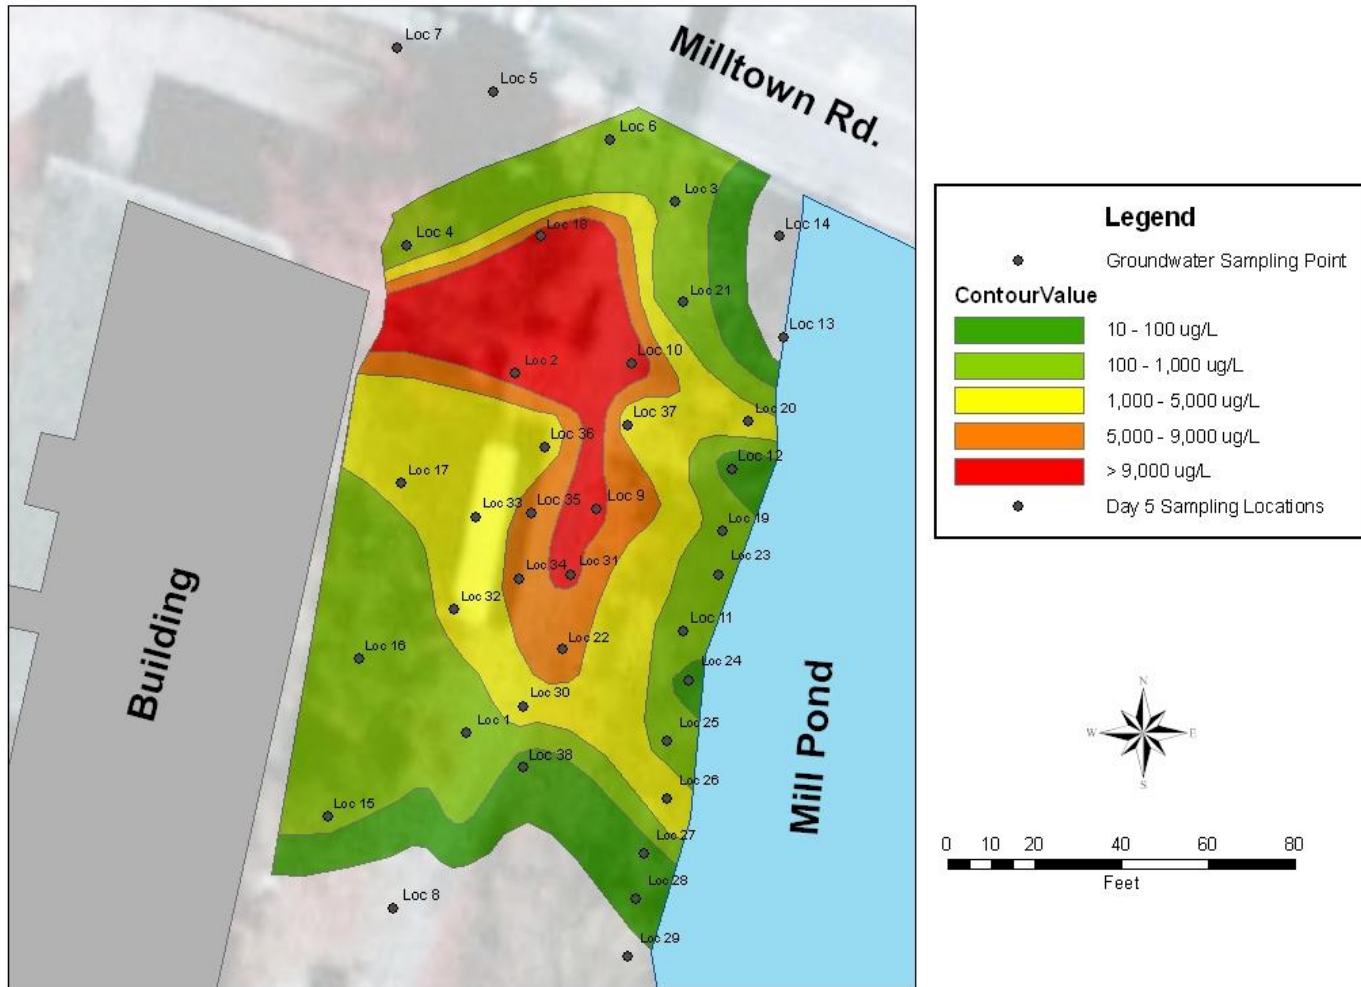 Loc 7
Loc 5
Milltown Rd.
Loc 6
Loc 3
Loc 4
Loc 18
Loc 14
Loc 21
Loc 13
Loc 2
Loc 10
Loc 37
Loc 20
Loc 36
Loc 12
Loc 17
Loc 33
Loc 35
Loc 9
Loc 19
Loc 23
Loc 34
Loc 31
Loc 32
Loc 11
Loc 22
Loc 16
Loc 24
Loc 30
Loc 1
Loc 25
Loc 38
Loc 26
Loc 15
Loc 27
Loc 28
Loc 8
Loc 29
Building
Mill Pond
Legend
Groundwater Sampling Point
ContourValue
10 - 100 ug/L
100 - 1,000 ug/L
1,000 - 5,000 ug/L
5,000 - 9,000 ug/L
> 9,000 ug/L
Day 5 Sampling Locations
N
W E
S
0 10 20 40 60 80
Feet